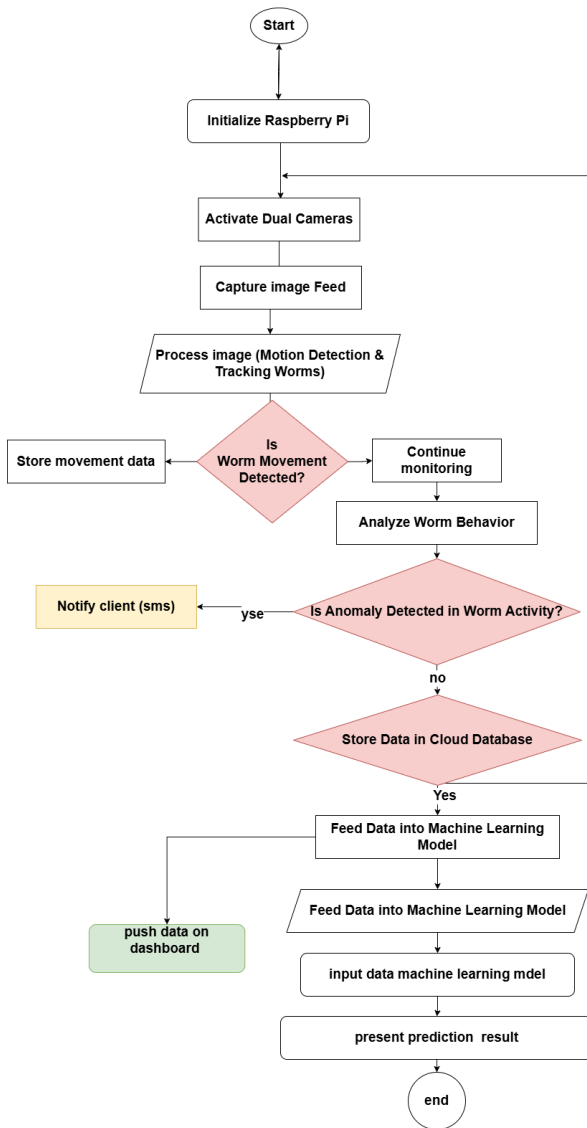 Start
Initialize Raspberry Pi
Activate Dual Cameras
Capture image Feed
Process image (Motion Detection &
Tracking Worms)
Is
Worm Movement
Detected?
Store movement data
Continue
monitoring
Analyze Worm Behavior
Is Anomaly Detected in Worm Activity?
yse
Notify client (sms)
no
Store Data in Cloud Database
Yes
Feed Data into Machine Learning
Model
push data on
dashboard
Feed Data into Machine Learning Model
input data machine learning mdel
present prediction result
end